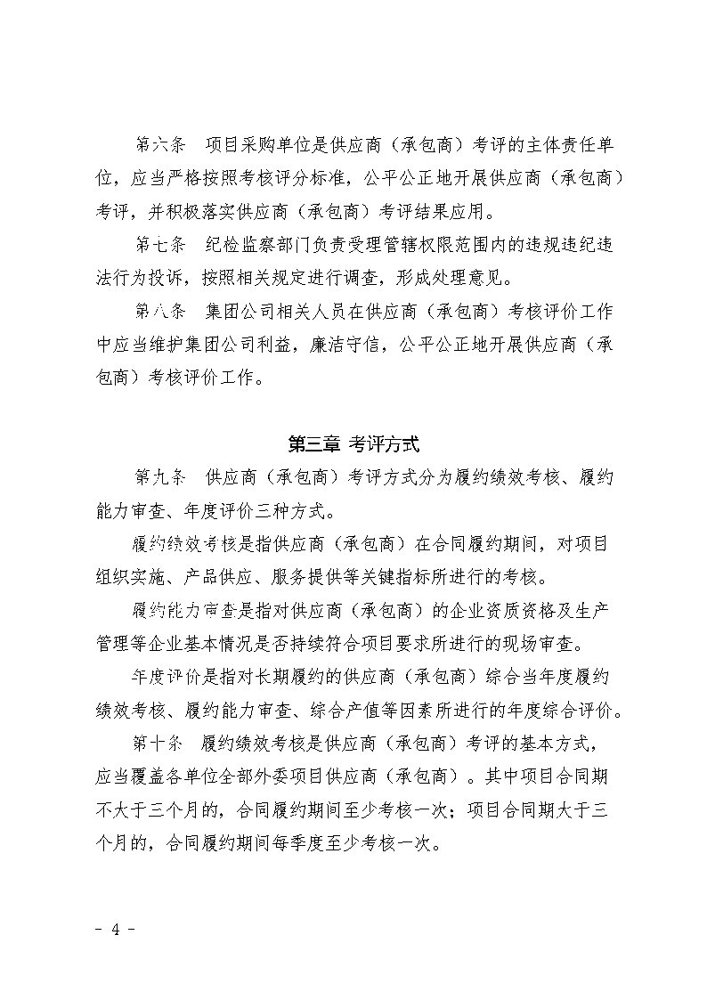 第六条　项目采购单位是供应商（承包商）考评的主体责任单
位，应当严格按照考核评分标准，公平公正地开展供应商（承包商）
考评，并积极落实供应商（承包商）考评结果应用。
第七条　纪检监察部门负责受理管辖权限范围内的违规违纪违
法行为投诉，按照相关规定进行调查，形成处理意见。
第八条　集团公司相关人员在供应商（承包商）考核评价工作
中应当维护集团公司利益，廉洁守信，公平公正地开展供应商（承
包商）考核评价工作。
第三章 考评方式
第九条　供应商（承包商）考评方式分为履约绩效考核、履约
能力审查、年度评价三种方式。
履约绩效考核是指供应商（承包商）在合同履约期间，对项目
组织实施、产品供应、服务提供等关键指标所进行的考核。
履约能力审查是指对供应商（承包商）的企业资质资格及生产
管理等企业基本情况是否持续符合项目要求所进行的现场审查。
年度评价是指对长期履约的供应商（承包商）综合当年度履约
绩效考核、履约能力审查、综合产值等因素所进行的年度综合评价。
第十条　履约绩效考核是供应商（承包商）考评的基本方式，
应当覆盖各单位全部外委项目供应商（承包商）。其中项目合同期
不大于三个月的，合同履约期间至少考核一次；项目合同期大于三
个月的，合同履约期间每季度至少考核一次。
- 4 -